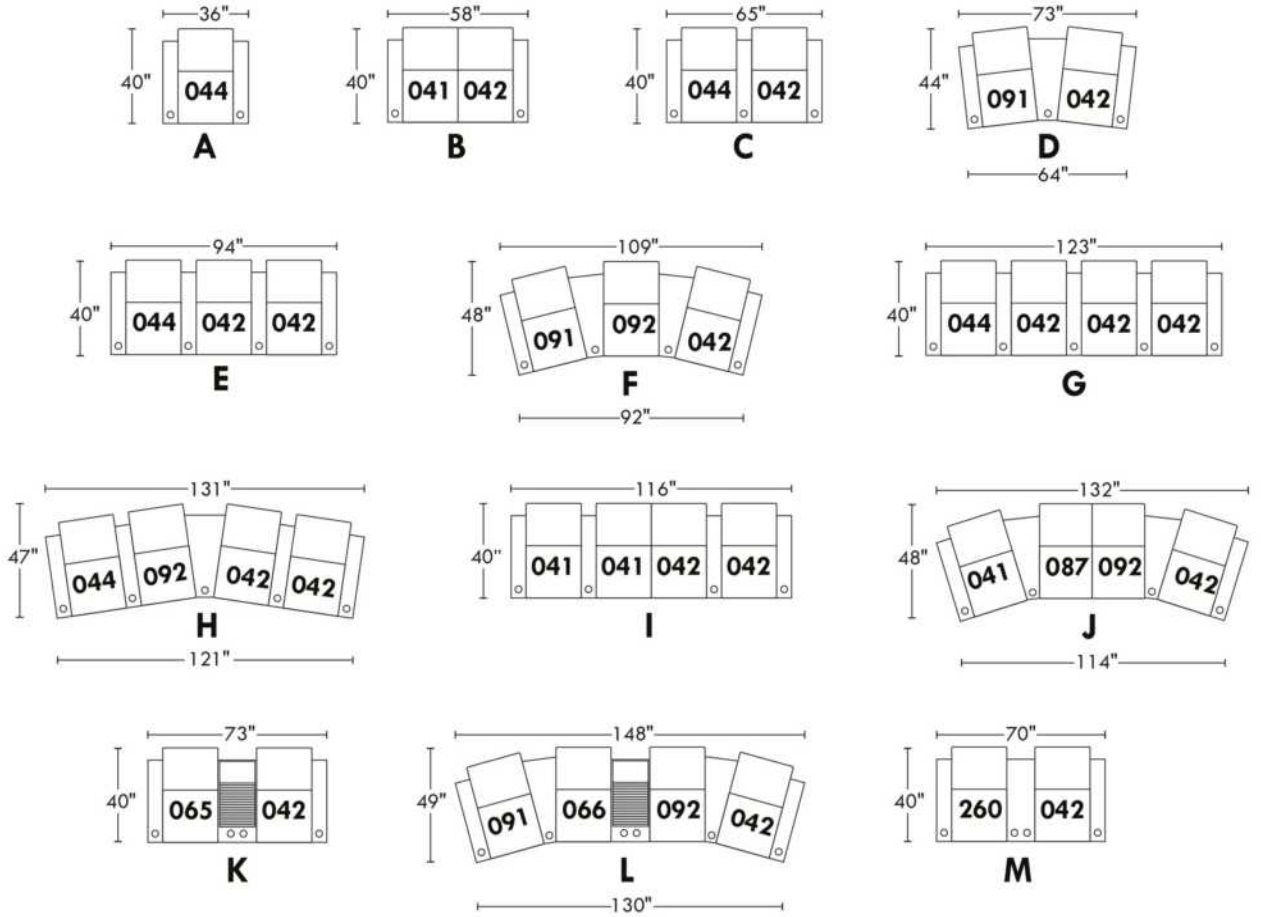 36"
40"
044
A
58"
40"
041 042
B
65"
40"
044 042
C
73"
44"
091 042
D
64"
94"
40"
044 042 042
E
109"
48"
091 092 042
F
92"
123"
40"
044 042 042 042
G
131"
47"
044 092 042 042
H
121"
116"
40"
041 041 042 042
I
132"
48"
041 087 092 042
J
114"
73"
40"
065 042
K
148"
49"
091 066 092 042
L
130"
70"
40"
260 042
M